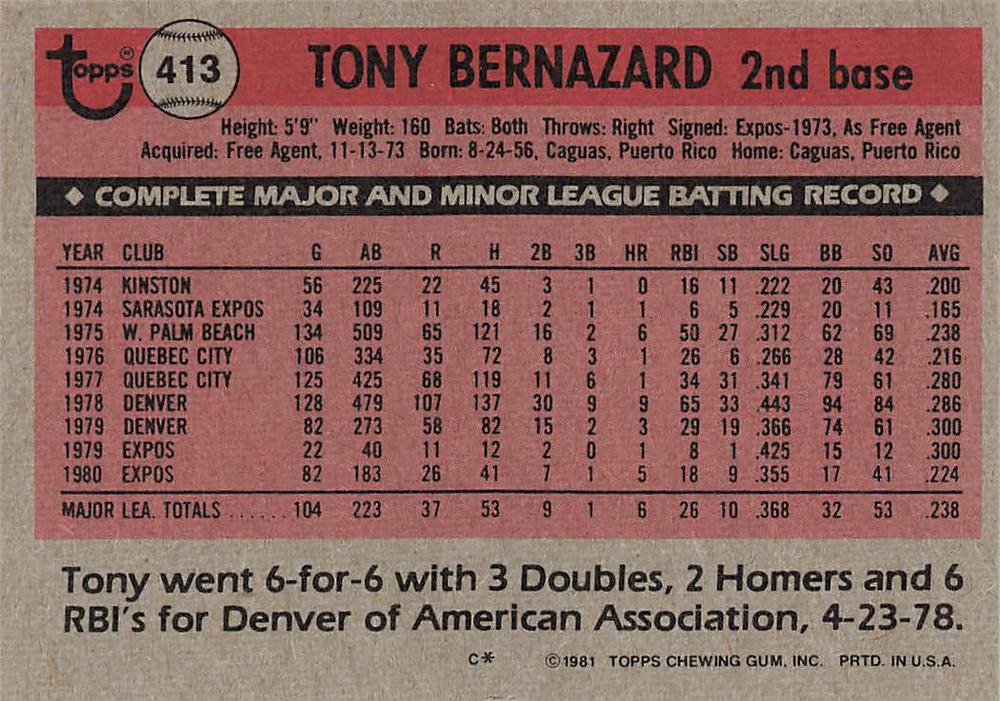 Topps® 413 TONY BERNAZARD 2nd base
Height: 5'9" Weight: 160 Bats: Both Throws: Right Signed: Expos-1973, As Free Agent
Acquired: Free Agent, 11-13-73 Born: 8-24-56, Caguas, Puerto Rico Home: Caguas, Puerto Rico
◆ COMPLETE MAJOR AND MINOR LEAGUE BATTING RECORD ◆
YEAR CLUB G AB R H 2B 3B HR RBI SB SLG BB SO AVG
1974 KINSTON 56 225 22 45 3 1 0 16 11 .222 20 43 .200
1974 SARASOTA EXPOS 34 109 11 18 2 1 1 6 5 .229 20 11 .165
1975 W. PALM BEACH 134 509 65 121 16 2 6 50 27 .312 62 69 .238
1976 QUEBEC CITY 106 334 35 72 8 3 1 26 6 .266 28 42 .216
1977 QUEBEC CITY 125 425 68 119 11 6 1 34 31 .341 79 61 .280
1978 DENVER 128 479 107 137 30 9 9 65 33 .443 94 84 .286
1979 DENVER 82 273 58 82 15 2 3 29 19 .366 74 61 .300
1979 EXPOS 22 40 11 12 2 0 1 8 1 .425 15 12 .300
1980 EXPOS 82 183 26 41 7 1 5 18 9 .355 17 41 .224
MAJOR LEA. TOTALS ...... 104 223 37 53 9 1 6 26 10 .368 32 53 .238
Tony went 6-for-6 with 3 Doubles, 2 Homers and 6
RBI's for Denver of American Association, 4-23-78.
C* ©1981 TOPPS CHEWING GUM, INC. PRTD. IN U.S.A.